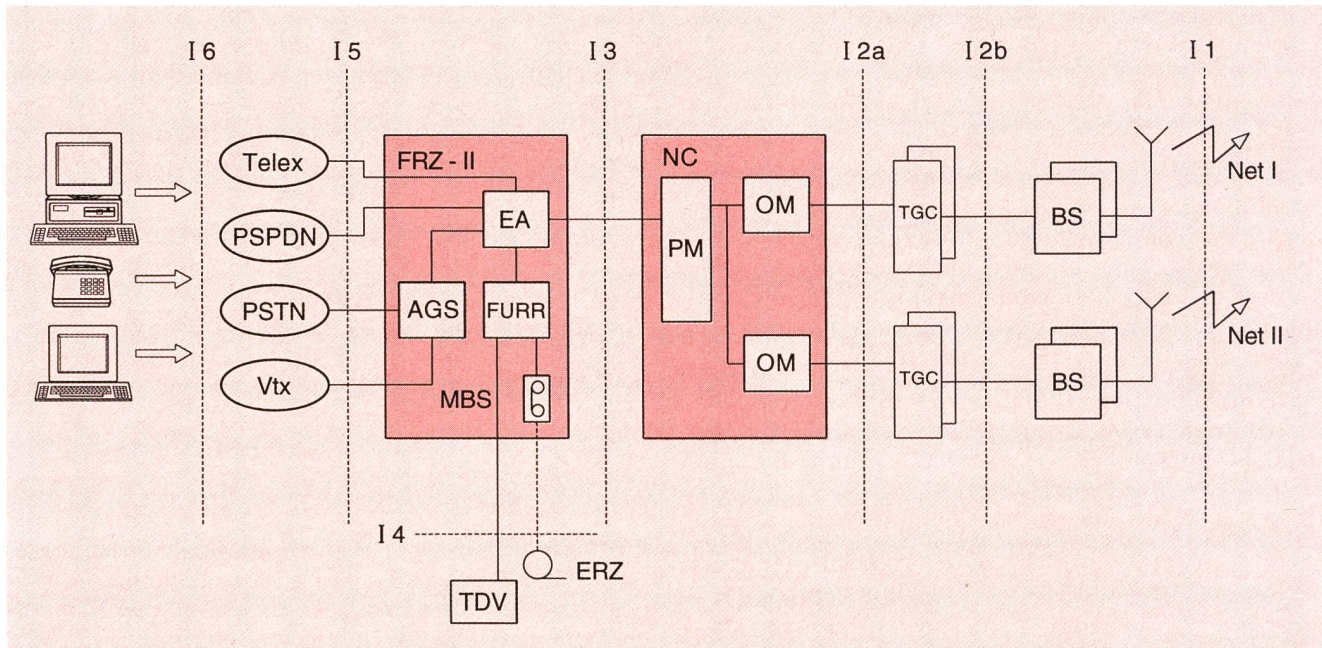 I 6
I 5
I 3
I 2a
I 2b
I 1
Telex
PSPDN
PSTN
Vtx
FRZ - II
EA
AGS
FURR
MBS
NC
PM
OM
OM
TGC
TGC
BS
BS
Net I
Net II
I 4
ERZ
TDV